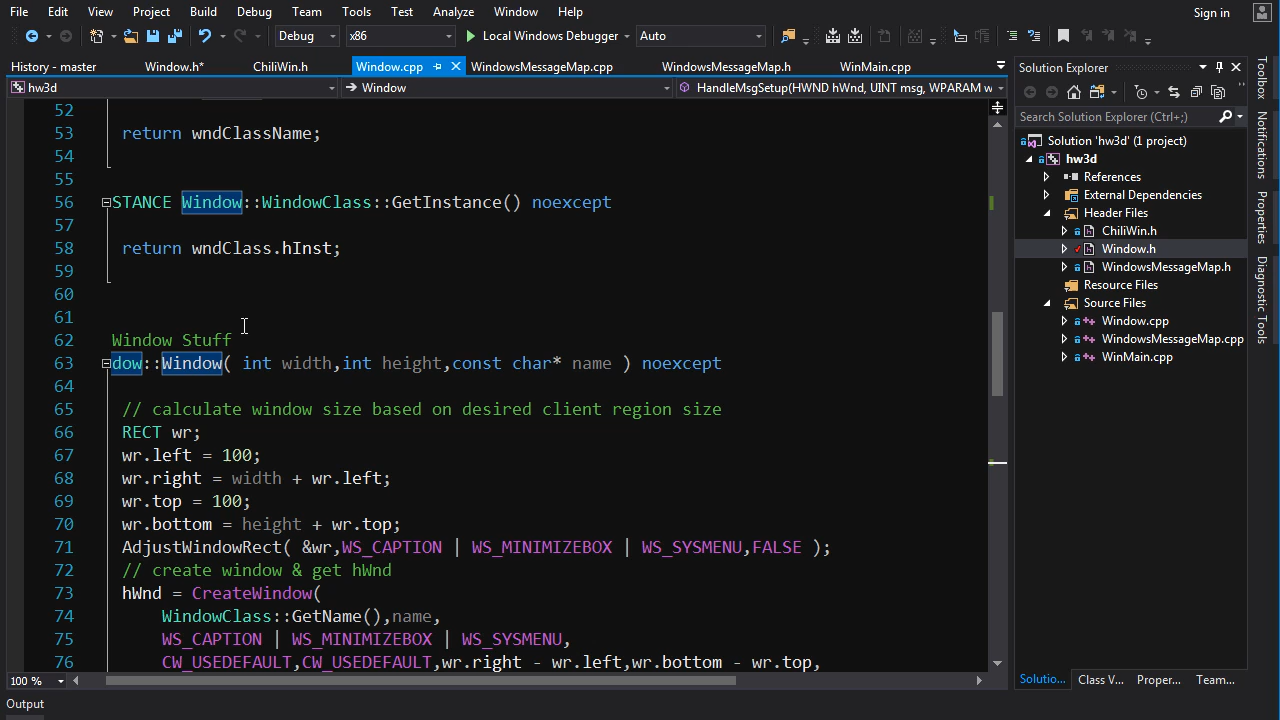 File Edit View Project Build Debug Team Tools Test Analyze Window Help
Sign in
Debug x86 Local Windows Debugger Auto
History - master Window.h* ChiliWin.h Window.cpp WindowsMessageMap.cpp WindowsMessageMap.h WinMain.cpp
hw3d Window HandleMsgSetup(HWND hWnd, UINT msg, WPARAM w
52
53 return wndClassName;
54
55
56 STANCE Window::WindowClass::GetInstance() noexcept
57
58 return wndClass.hInst;
59
60
61
62 Window Stuff
63 dow::Window( int width,int height,const char* name ) noexcept
64
65 // calculate window size based on desired client region size
66 RECT wr;
67 wr.left = 100;
68 wr.right = width + wr.left;
69 wr.top = 100;
70 wr.bottom = height + wr.top;
71 AdjustWindowRect( &wr,WS_CAPTION | WS_MINIMIZEBOX | WS_SYSMENU,FALSE );
72 // create window & get hWnd
73 hWnd = CreateWindow(
74 WindowClass::GetName(),name,
75 WS_CAPTION | WS_MINIMIZEBOX | WS_SYSMENU,
76 CW_USEDEFAULT,CW_USEDEFAULT,wr.right - wr.left,wr.bottom - wr.top,
100 %
Output
Solution Explorer
Search Solution Explorer (Ctrl+;)
Solution 'hw3d' (1 project)
hw3d
References
External Dependencies
Header Files
ChiliWin.h
Window.h
WindowsMessageMap.h
Resource Files
Source Files
Window.cpp
WindowsMessageMap.cpp
WinMain.cpp
Solutio... Class V... Proper... Team...
Toolbox
Notifications
Properties
Diagnostic Tools